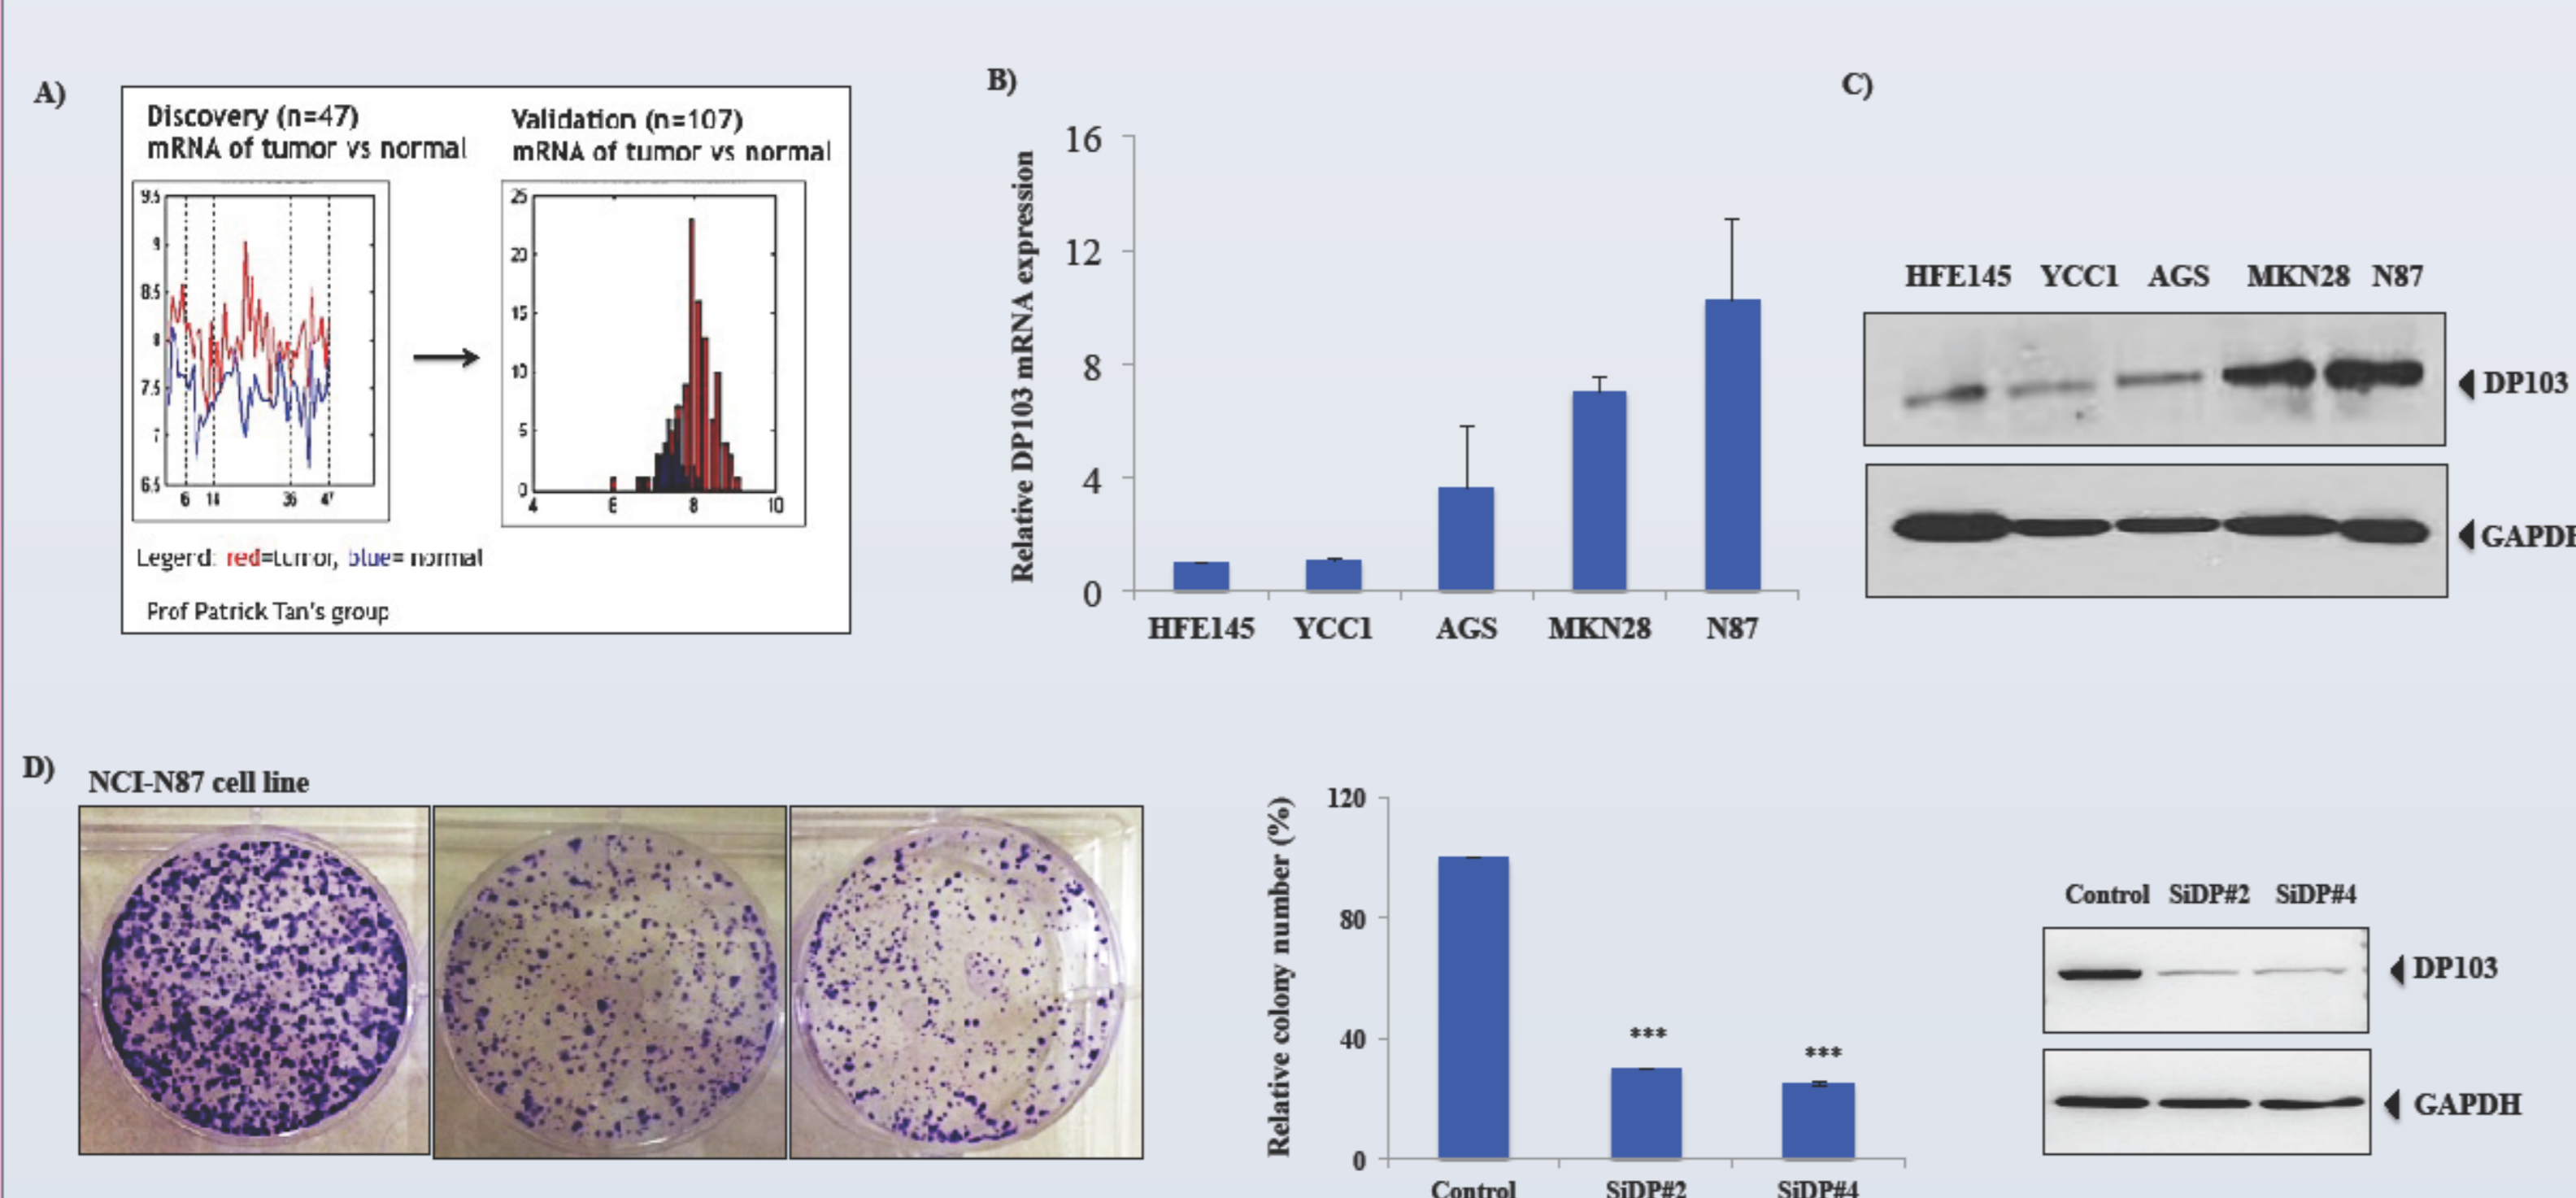 A)
Discovery (n=47)
mRNA of tumor vs normal
Validation (n=107)
mRNA of tumor vs normal
9.5
9
8.5
8
7.5
7
6.5
6 14 36 47
25
20
15
10
5
0
4 6 8 10
Legend: red=tumor, blue= normal
Prof Patrick Tan's group
B)
Relative DP103 mRNA expression
16
12
8
4
0
HFE145 YCC1 AGS MKN28 N87
C)
HFE145 YCC1 AGS MKN28 N87
DP103
GAPDH
D)
NCI-N87 cell line
Relative colony number (%)
120
80
40
0
***
***
Control SiDP#2 SiDP#4
Control SiDP#2 SiDP#4
DP103
GAPDH